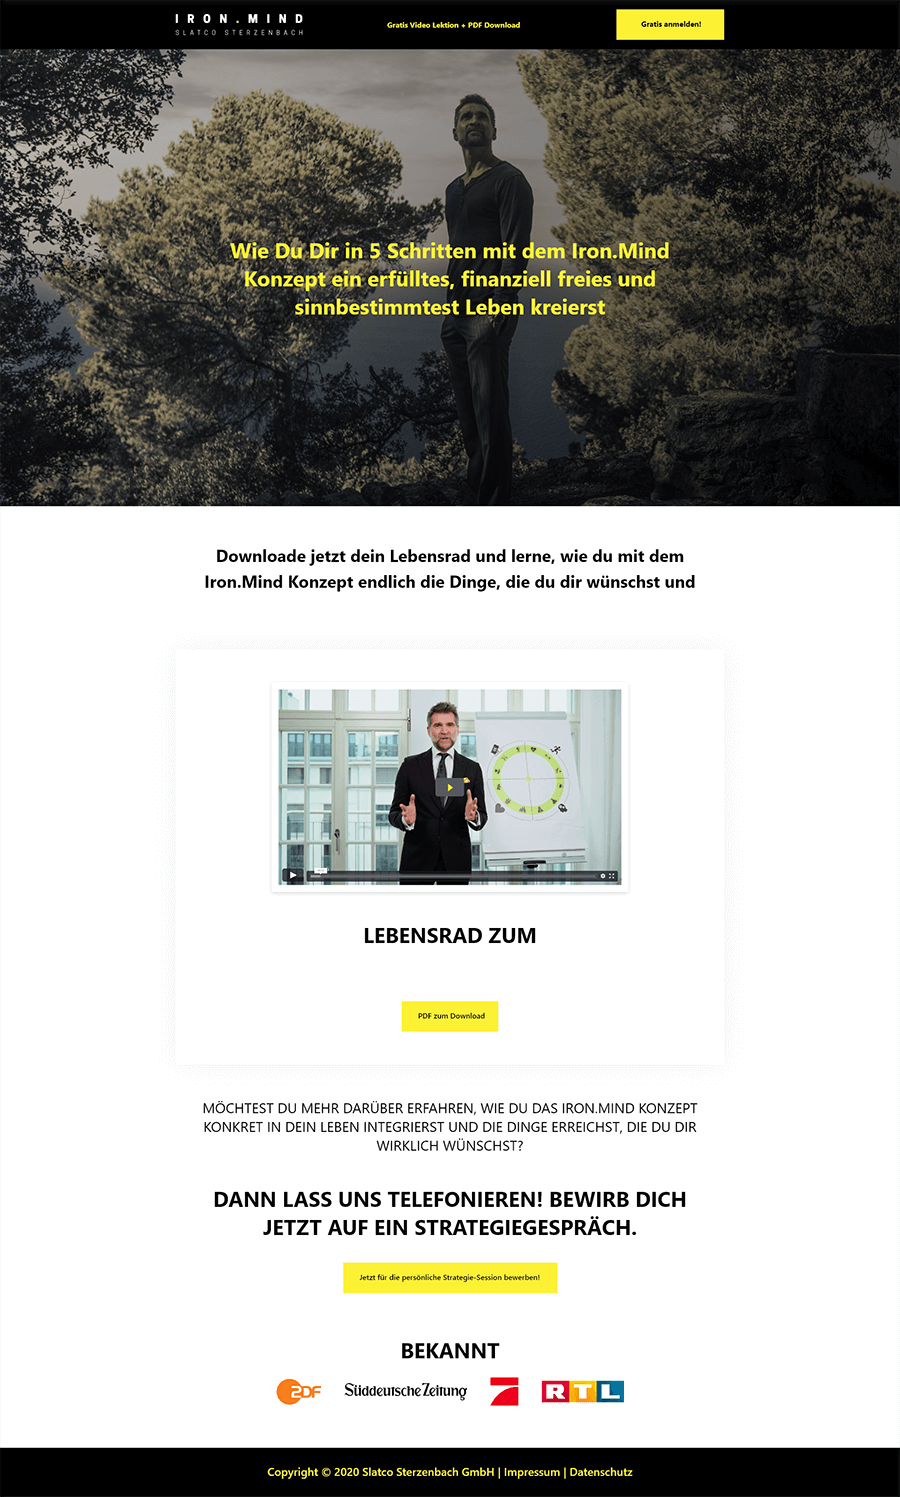 IRON.MIND
SLATCO STERZENBACH
Gratis Video Lektion + PDF Download
Gratis anmelden!
Wie Du Dir in 5 Schritten mit dem Iron.Mind
Konzept ein erfülltes, finanziell freies und
sinnbestimmtest Leben kreierst
Downloade jetzt dein Lebensrad und lerne, wie du mit dem
Iron.Mind Konzept endlich die Dinge, die du dir wünschst und
LEBENSRAD ZUM
PDF zum Download
MÖCHTEST DU MEHR DARÜBER ERFAHREN, WIE DU DAS IRON.MIND KONZEPT
KONKRET IN DEIN LEBEN INTEGRIERST UND DIE DINGE ERREICHST, DIE DU DIR
WIRKLICH WÜNSCHST?
DANN LASS UNS TELEFONIEREN! BEWIRB DICH
JETZT AUF EIN STRATEGIEGESPRÄCH.
Jetzt für die persönliche Strategie-Session bewerben!
BEKANNT
ZDF Süddeutsche Zeitung 7 RTL
Copyright © 2020 Slatco Sterzenbach GmbH | Impressum | Datenschutz